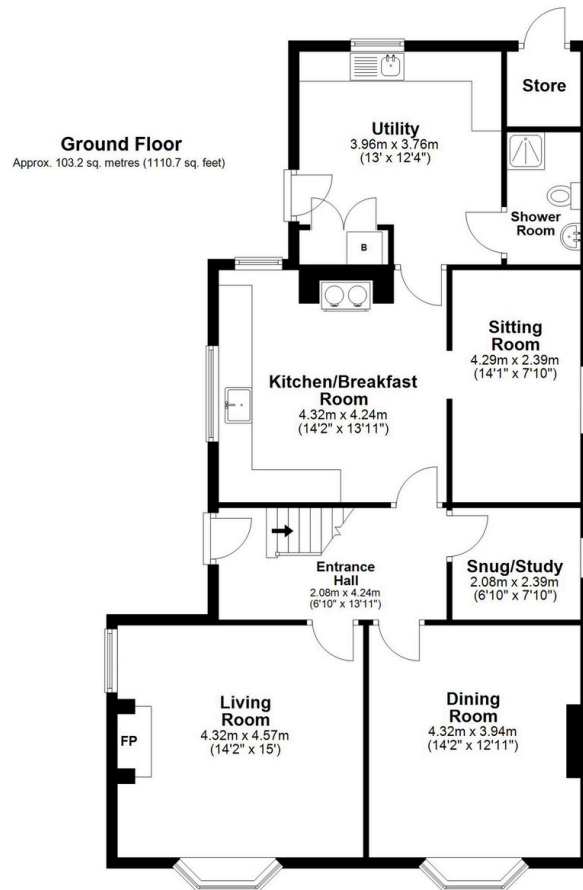 Ground Floor
Approx. 103.2 sq. metres (1110.7 sq. feet)
Store
Utility
3.96m x 3.76m
(13' x 12'4")
Shower
Room
B
Sitting
Room
4.29m x 2.39m
(14'1" x 7'10")
Kitchen/Breakfast
Room
4.32m x 4.24m
(14'2" x 13'11")
Entrance
Hall
2.08m x 4.24m
(6'10" x 13'11")
Snug/Study
2.08m x 2.39m
(6'10" x 7'10")
Living
Room
4.32m x 4.57m
(14'2" x 15')
FP
Dining
Room
4.32m x 3.94m
(14'2" x 12'11")